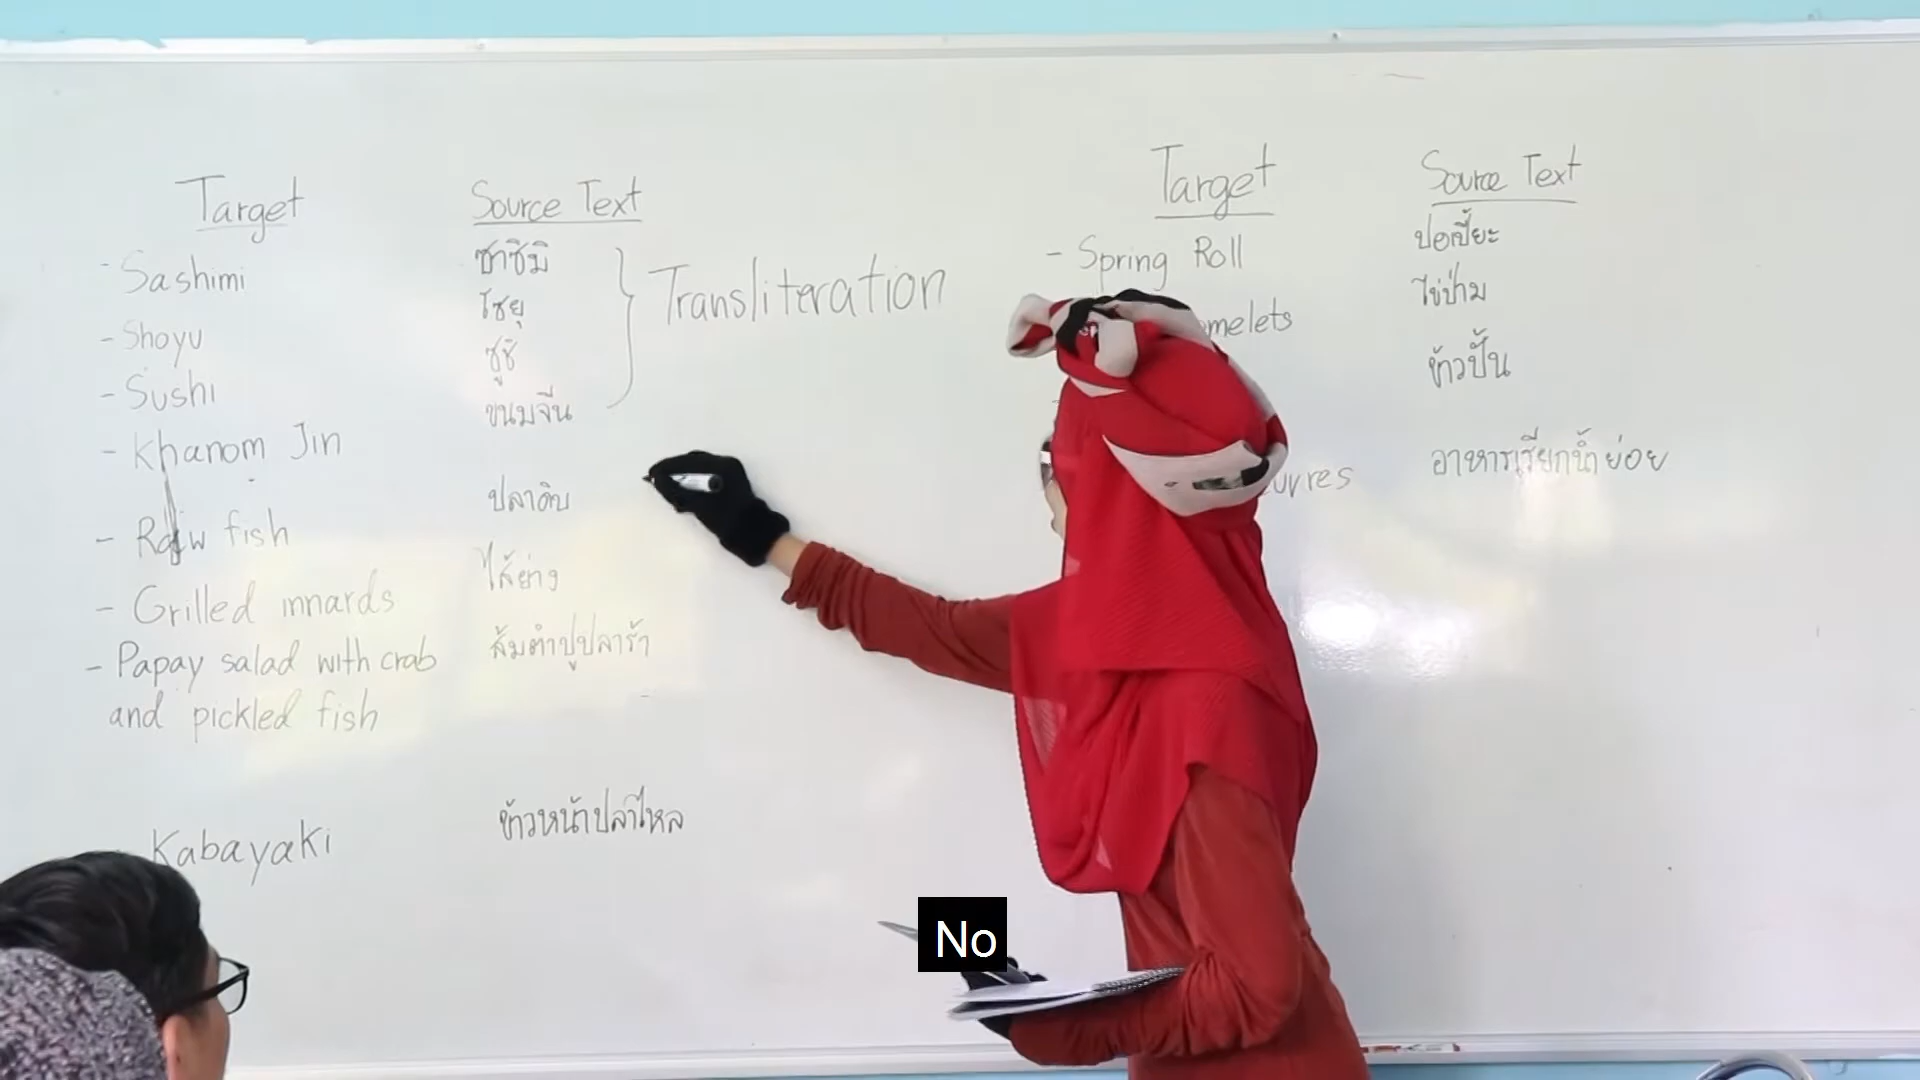 Target Source Text
- Sashimi ซาซิมิ
- Shoyu โซยุ
- Sushi ซูชิ
- Khanom Jin ขนมจีน
Transliteration
- Raw fish ปลาดิบ
- Grilled innards ไส้ย่าง
- Papay salad with crab ส้มตำปูปลาร้า
and pickled fish
Kabayaki ข้าวหน้าปลาไหล
Target Source Text
- Spring Roll ปอเปี๊ยะ
ไข่ป่าม
ข้าวปั้น
อาหารเรียกน้ำย่อย
No